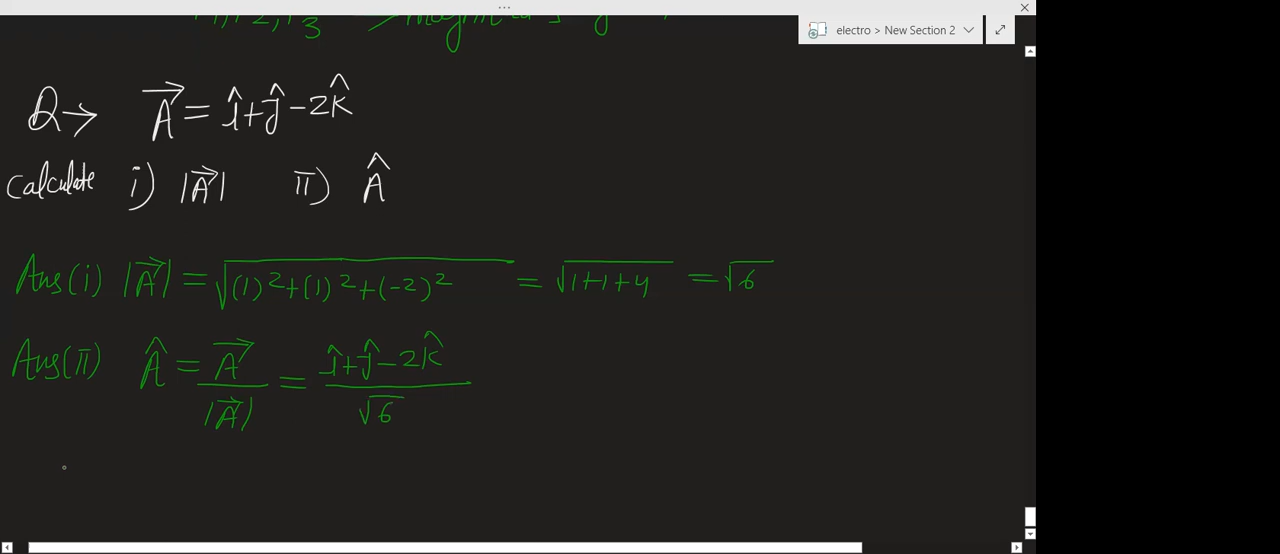 electro > New Section 2
Q→ A⃗ = î+ĵ-2k̂
Calculate i) |A⃗| II) Â
Ans(i) |A⃗| = √(1)²+(1)²+(-2)² = √1+1+4 = √6
Ans(II) Â = A⃗/|A⃗| = î+ĵ-2k̂/√6